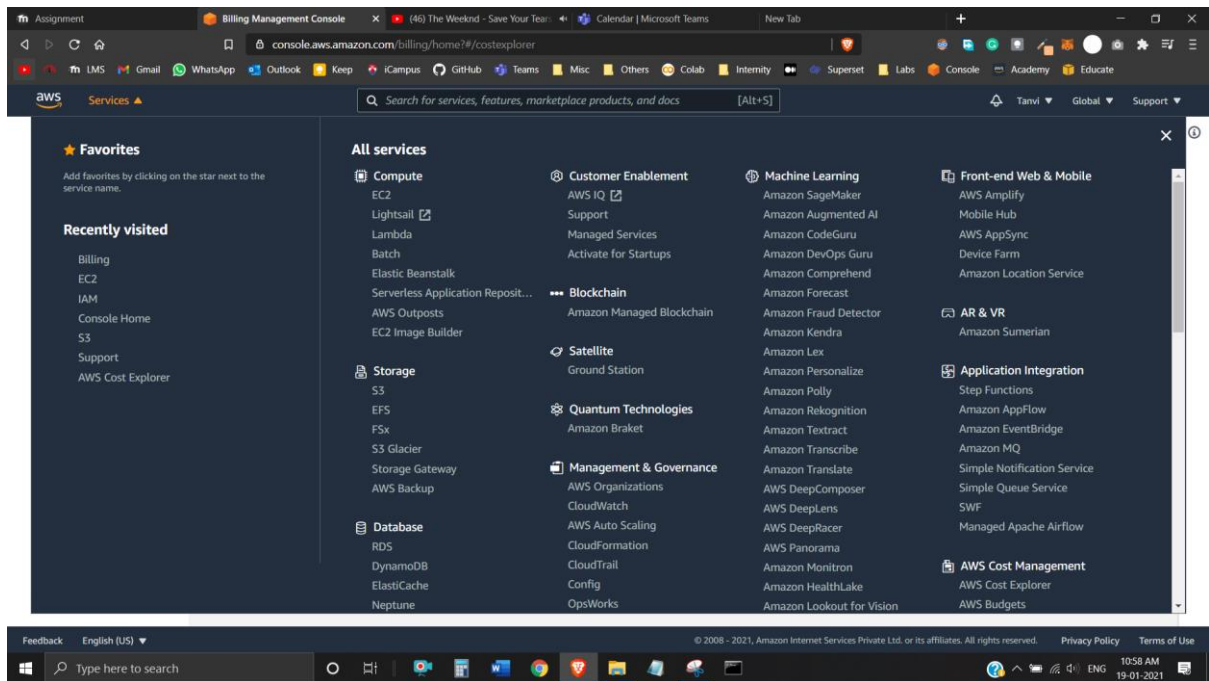 Assignment
Billing Management Console
(46) The Weeknd - Save Your Tears
Calendar | Microsoft Teams
New Tab
console.aws.amazon.com/billing/home?#/costexplorer
LMS
Gmail
WhatsApp
Outlook
Keep
iCampus
GitHub
Teams
Misc
Others
Colab
Internity
Superset
Labs
Console
Academy
Educate
aws
Services
Search for services, features, marketplace products, and docs
[Alt+S]
Tanvi
Global
Support
Favorites
Add favorites by clicking on the star next to the
service name.
Recently visited
Billing
EC2
IAM
Console Home
S3
Support
AWS Cost Explorer
All services
Compute
EC2
Lightsail
Lambda
Batch
Elastic Beanstalk
Serverless Application Reposit...
AWS Outposts
EC2 Image Builder
Storage
S3
EFS
FSx
S3 Glacier
Storage Gateway
AWS Backup
Database
RDS
DynamoDB
ElastiCache
Neptune
Customer Enablement
AWS IQ
Support
Managed Services
Activate for Startups
Blockchain
Amazon Managed Blockchain
Satellite
Ground Station
Quantum Technologies
Amazon Braket
Management & Governance
AWS Organizations
CloudWatch
AWS Auto Scaling
CloudFormation
CloudTrail
Config
OpsWorks
Machine Learning
Amazon SageMaker
Amazon Augmented AI
Amazon CodeGuru
Amazon DevOps Guru
Amazon Comprehend
Amazon Forecast
Amazon Fraud Detector
Amazon Kendra
Amazon Lex
Amazon Personalize
Amazon Polly
Amazon Rekognition
Amazon Textract
Amazon Transcribe
Amazon Translate
AWS DeepComposer
AWS DeepLens
AWS DeepRacer
AWS Panorama
Amazon Monitron
Amazon HealthLake
Amazon Lookout for Vision
Front-end Web & Mobile
AWS Amplify
Mobile Hub
AWS AppSync
Device Farm
Amazon Location Service
AR & VR
Amazon Sumerian
Application Integration
Step Functions
Amazon AppFlow
Amazon EventBridge
Amazon MQ
Simple Notification Service
Simple Queue Service
SWF
Managed Apache Airflow
AWS Cost Management
AWS Cost Explorer
AWS Budgets
Feedback
English (US)
© 2008 - 2021, Amazon Internet Services Private Ltd. or its affiliates. All rights reserved.
Privacy Policy
Terms of Use
Type here to search
ENG
10:58 AM
19-01-2021